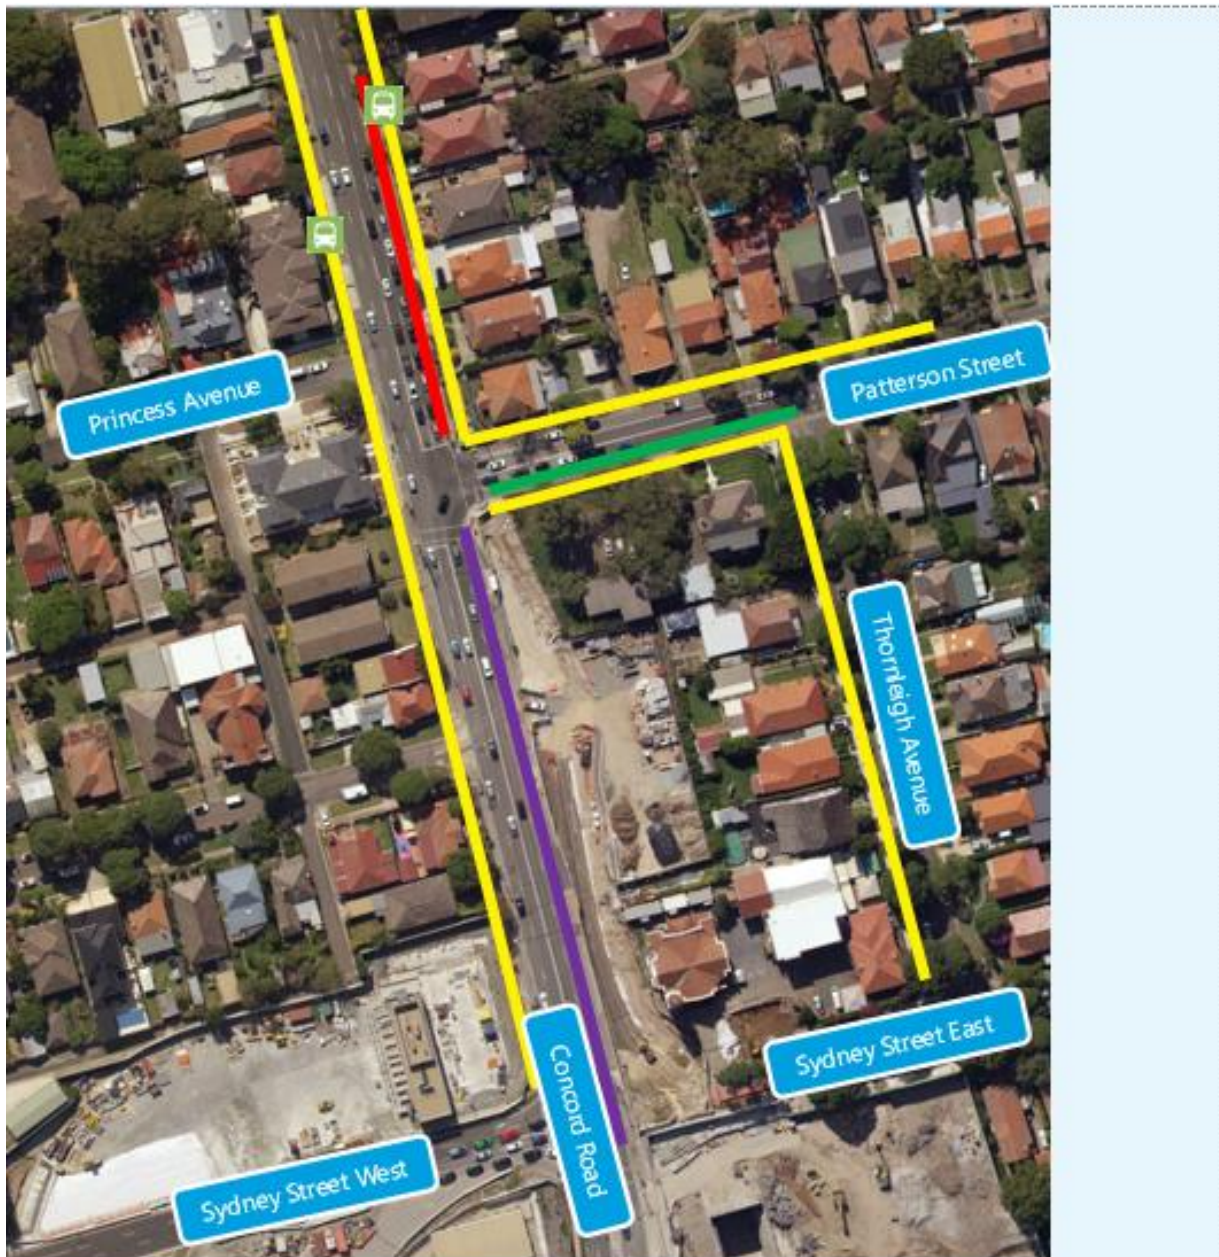 Princess Avenue
Patterson Street
Thornleigh Avenue
Sydney Street East
Concord Road
Sydney Street West